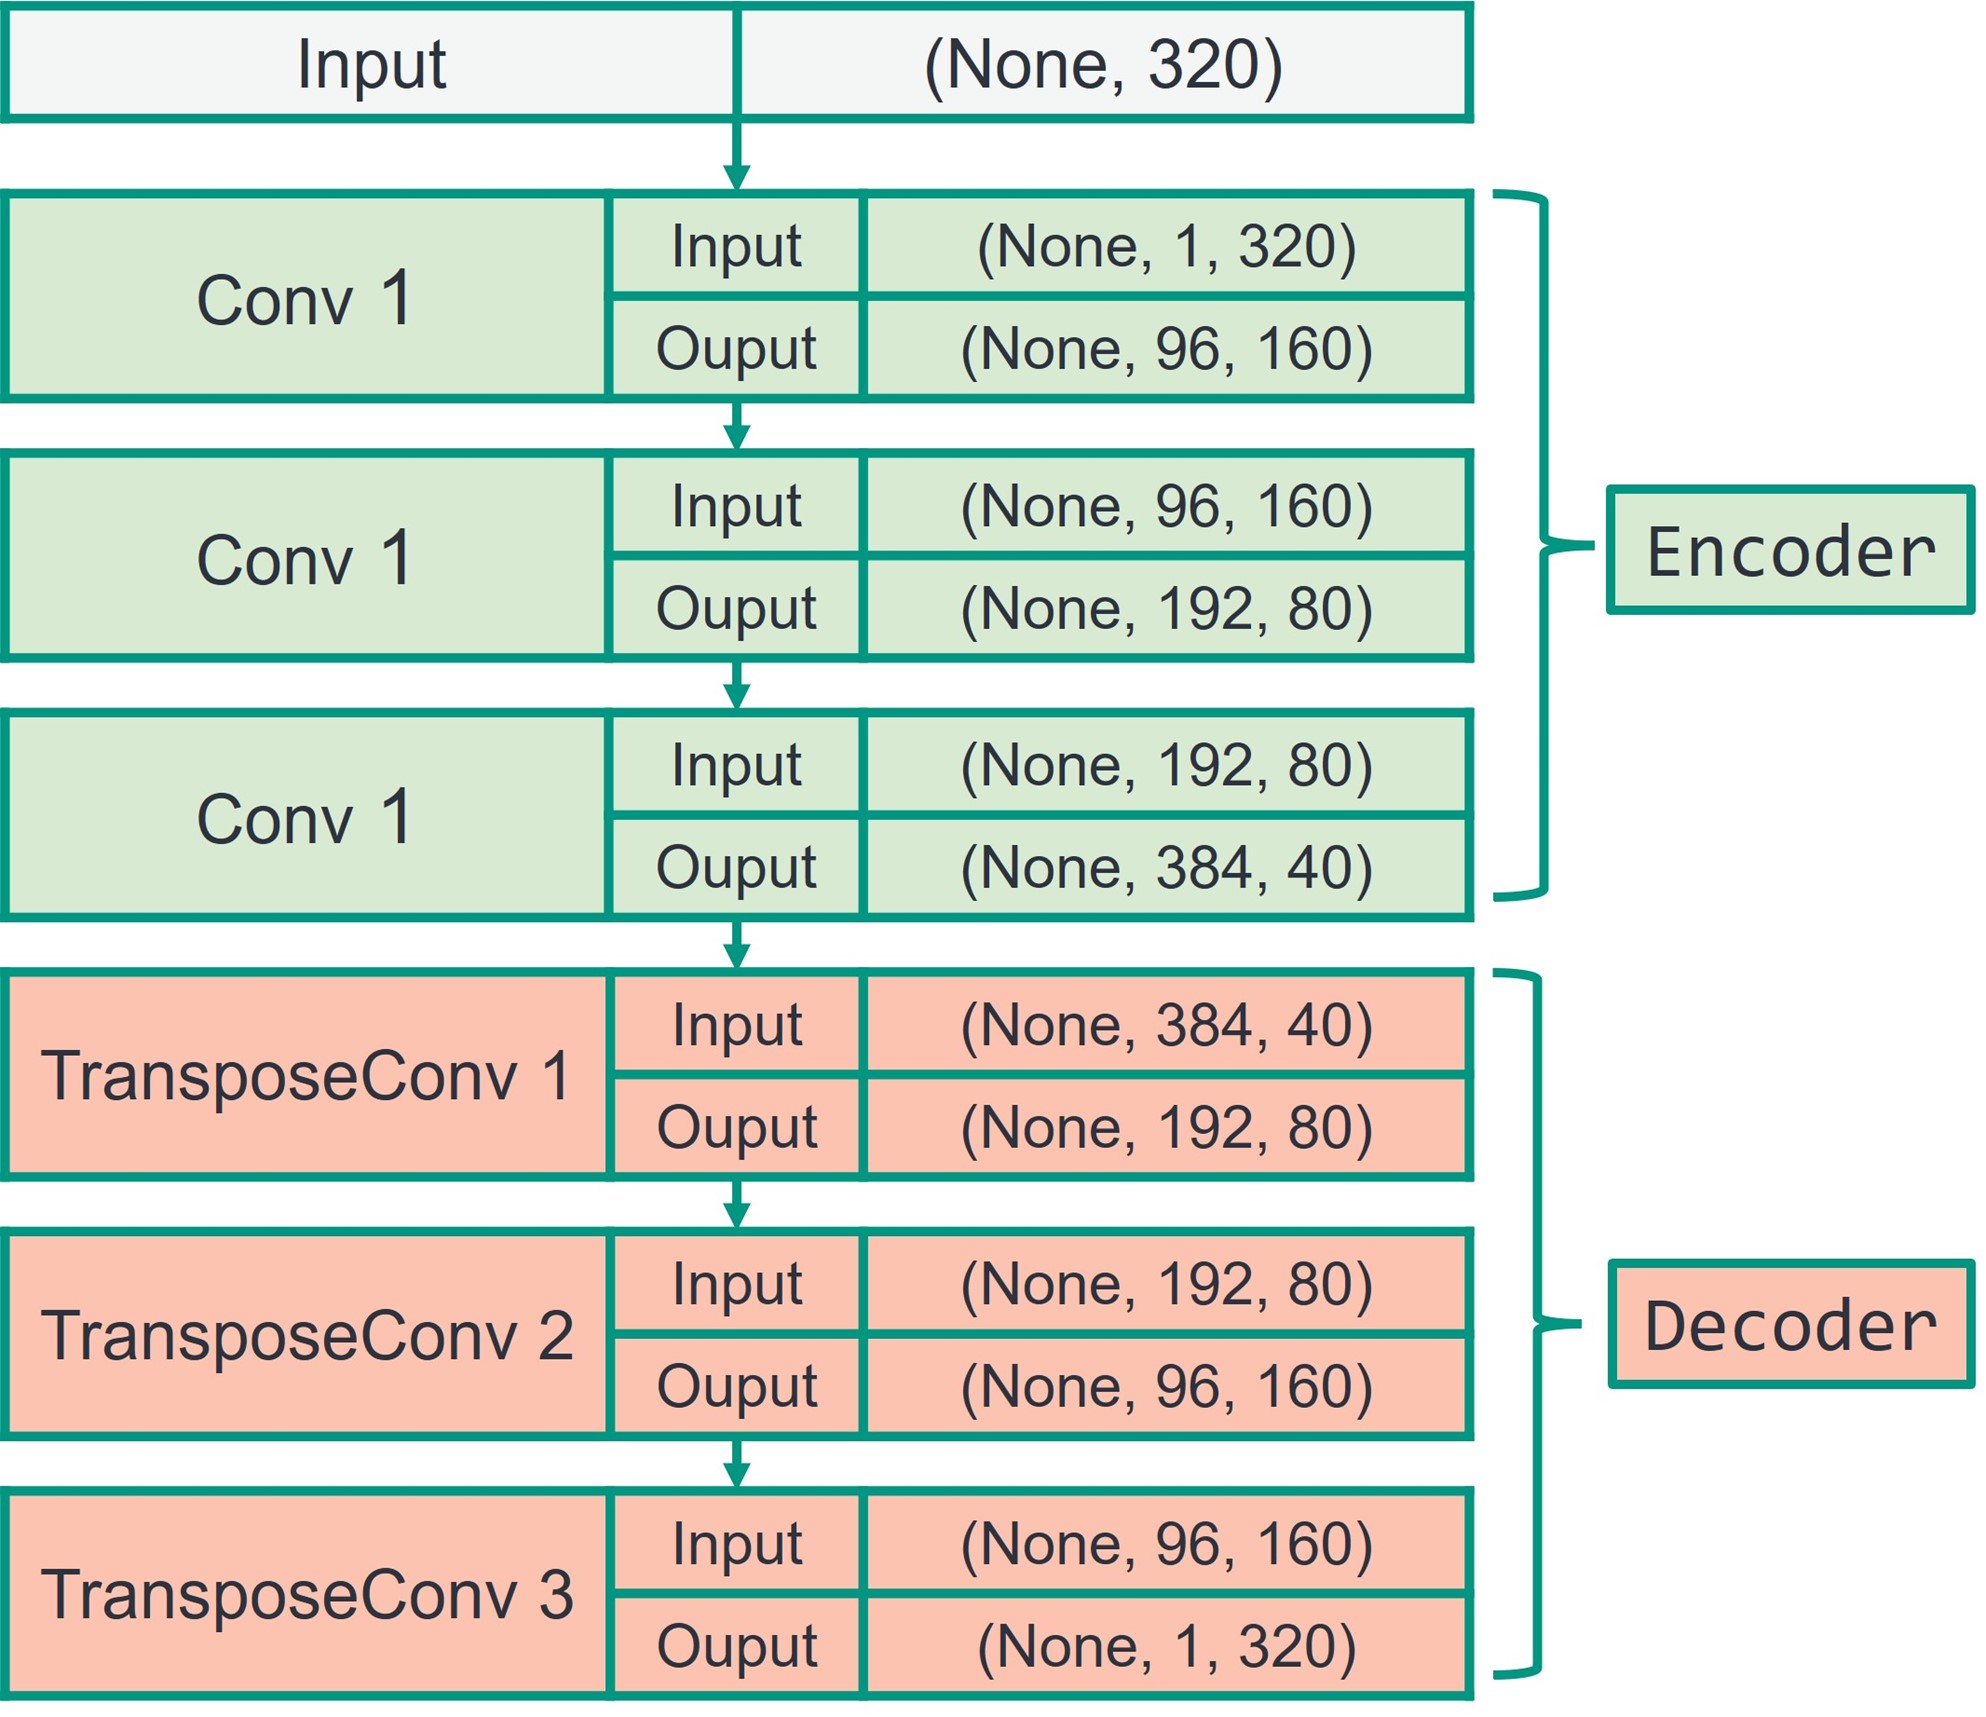 Input (None, 320)
Conv 1
Input (None, 1, 320)
Ouput (None, 96, 160)
Conv 1
Input (None, 96, 160)
Ouput (None, 192, 80)
Conv 1
Input (None, 192, 80)
Ouput (None, 384, 40)
Encoder
TransposeConv 1
Input (None, 384, 40)
Ouput (None, 192, 80)
TransposeConv 2
Input (None, 192, 80)
Ouput (None, 96, 160)
TransposeConv 3
Input (None, 96, 160)
Ouput (None, 1, 320)
Decoder